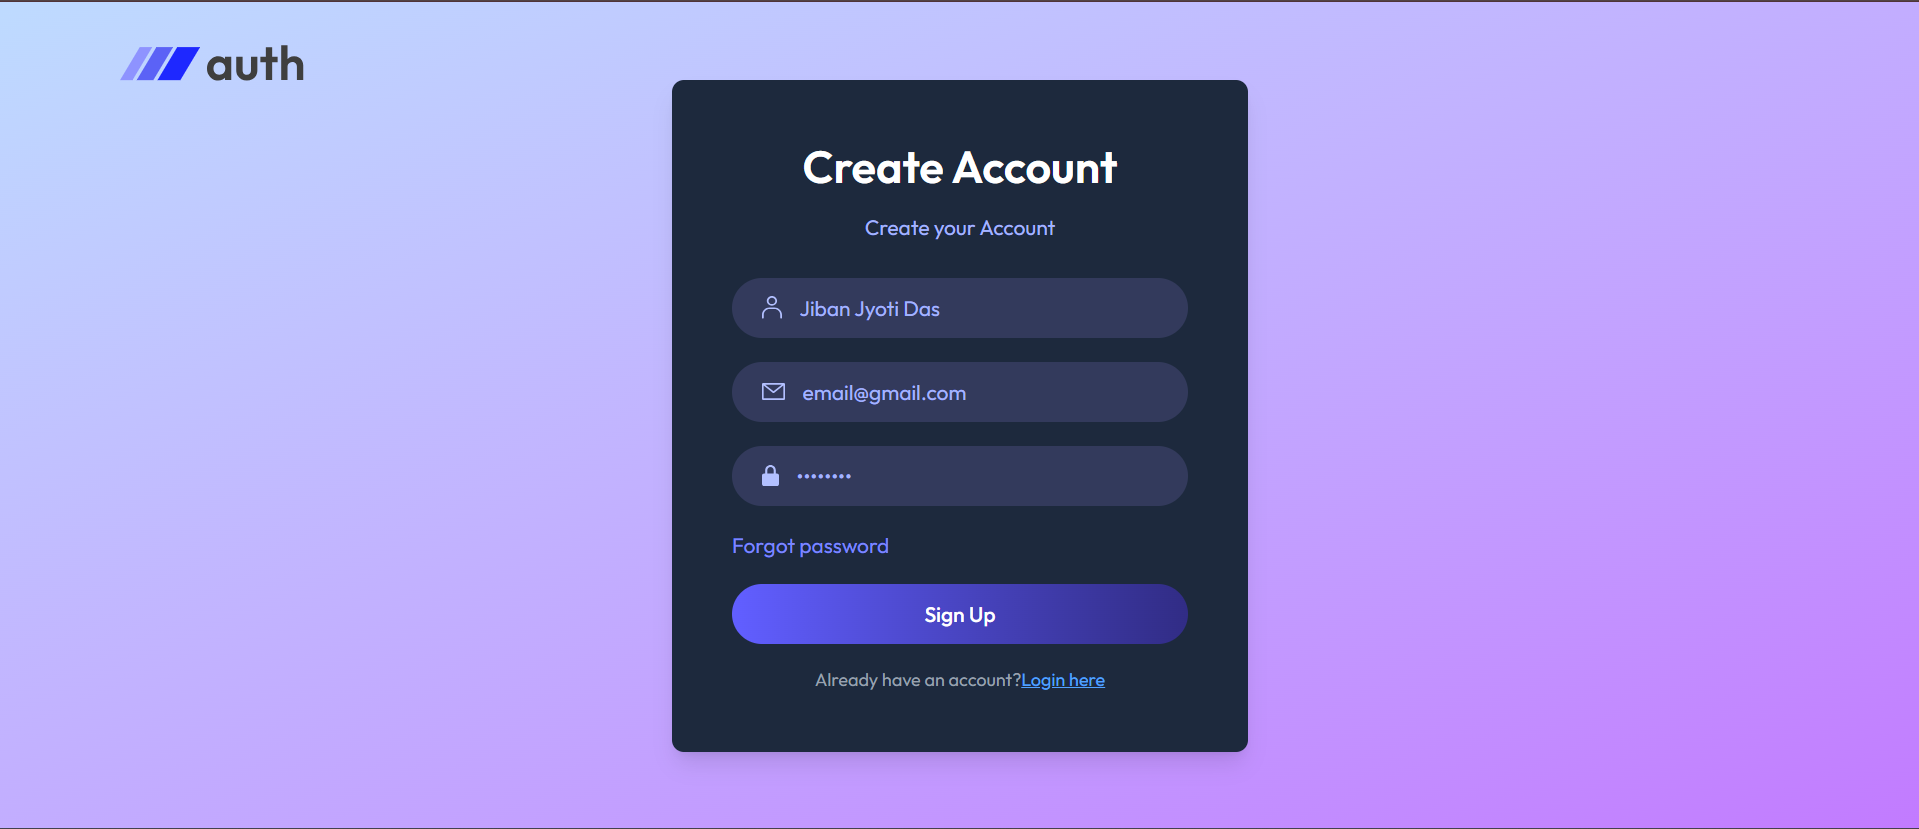 auth
Create Account
Create your Account
Jiban Jyoti Das
email@gmail.com
••••••••
Forgot password
Sign Up
Already have an account?Login here